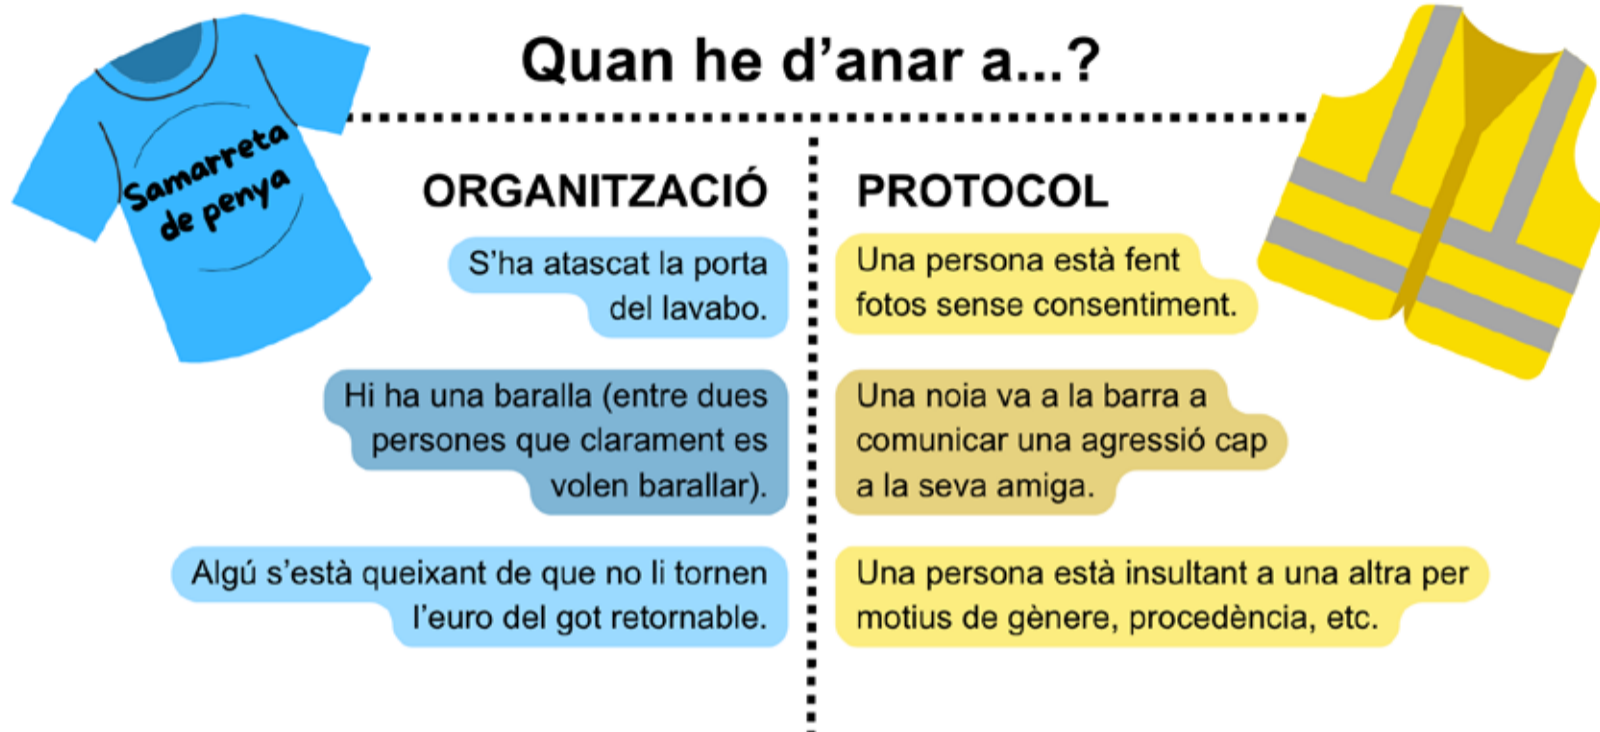 Quan he d'anar a...?
Samarreta
de penya
ORGANITZACIÓ
S'ha atascat la porta
del lavabo.
Hi ha una baralla (entre dues
persones que clarament es
volen barallar).
Algú s'està queixant de que no li tornen
l'euro del got retornable.
PROTOCOL
Una persona està fent
fotos sense consentiment.
Una noia va a la barra a
comunicar una agressió cap
a la seva amiga.
Una persona està insultant a una altra per
motius de gènere, procedència, etc.